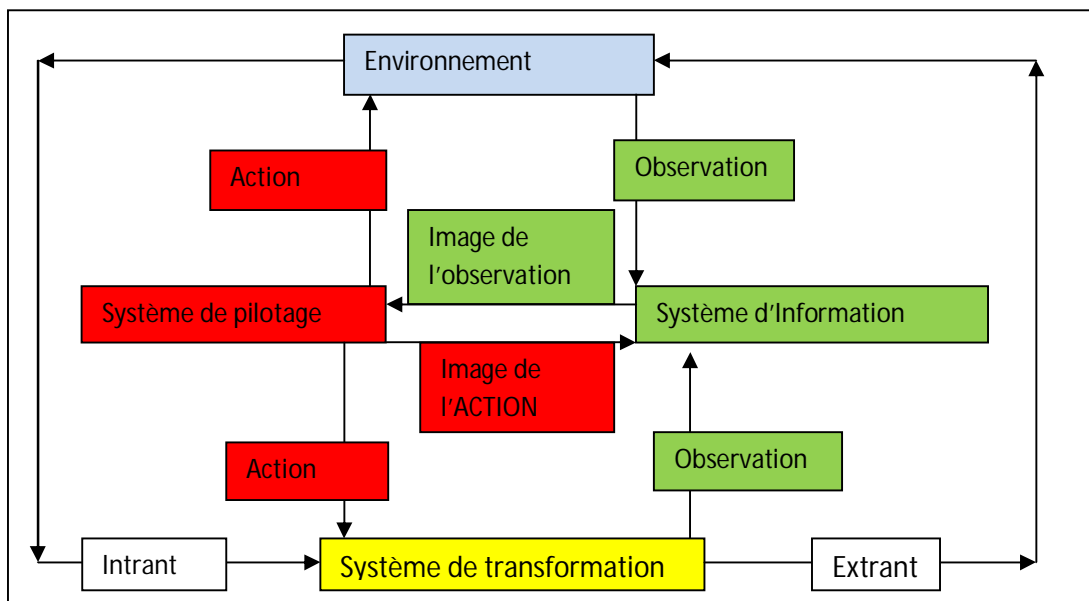 Environnement
Action
Observation
Image de
l'observation
Système de pilotage
Système d'Information
Image de
l'ACTION
Action
Observation
Intrant
Système de transformation
Extrant